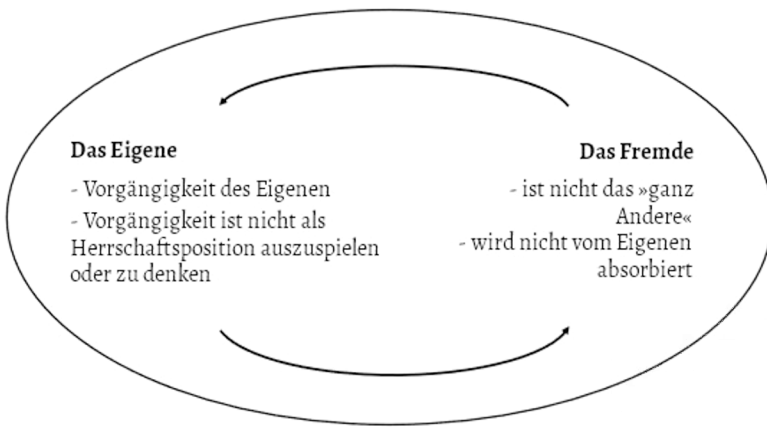 Das Eigene
- Vorgängigkeit des Eigenen
- Vorgängigkeit ist nicht als
Herrschaftsposition auszuspielen
oder zu denken
Das Fremde
- ist nicht das »ganz
Andere«
- wird nicht vom Eigenen
absorbiert